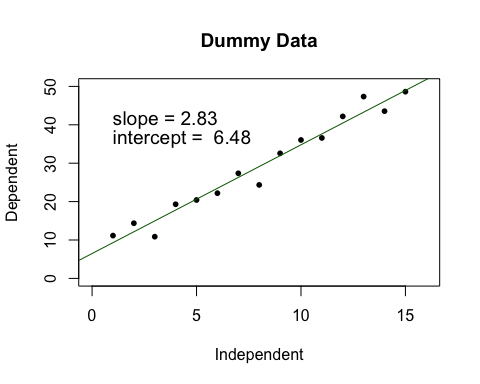 Dummy Data
slope = 2.83
intercept =  6.48
Dependent
50
40
30
20
10
0
0 5 10 15
Independent